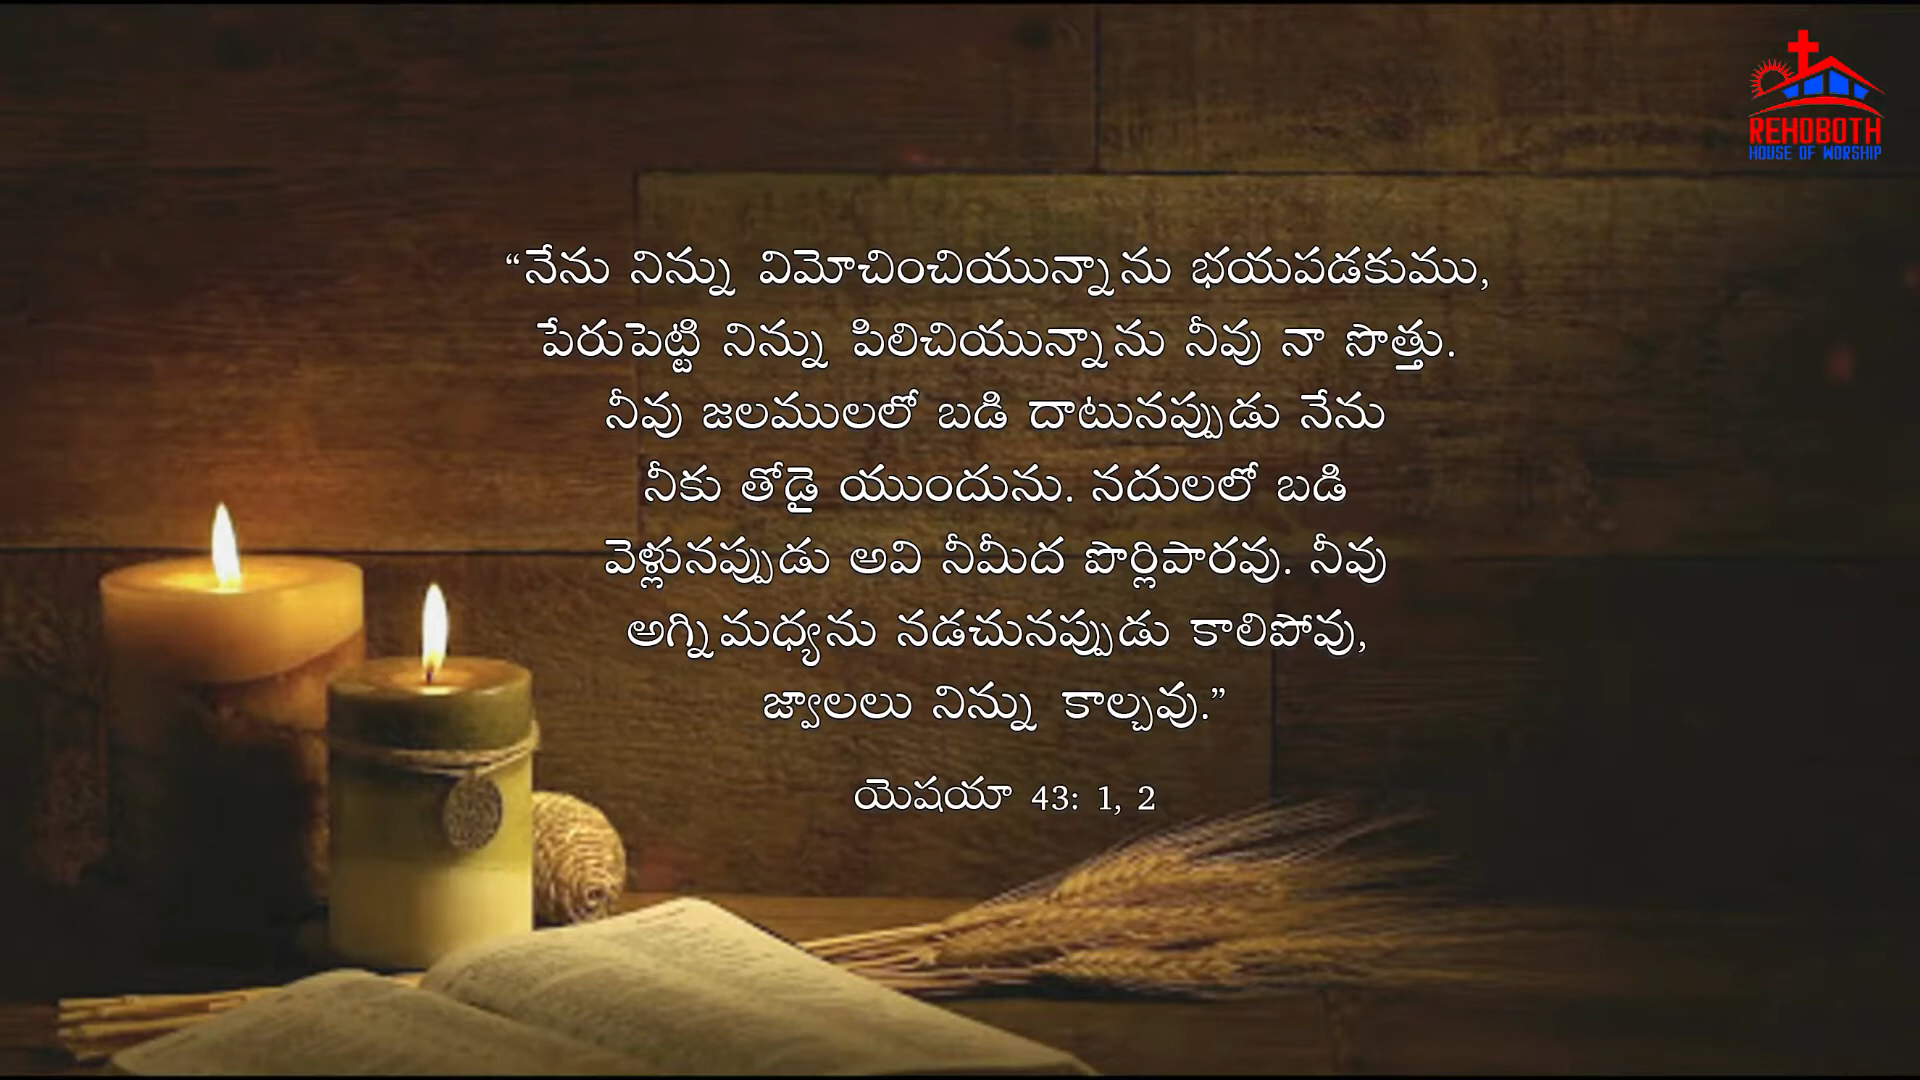 REHOBOTH
HOUSE OF WORSHIP
“నేను నిన్ను విమోచించియున్నాను భయపడకుము,
పేరుపెట్టి నిన్ను పిలిచియున్నాను నీవు నా సొత్తు.
నీవు జలములలో బడి దాటునప్పుడు నేను
నీకు తోడై యుందును. నదులలో బడి
వెళ్లునప్పుడు అవి నీమీద పొర్లిపారవు. నీవు
అగ్నిమధ్యను నడచునప్పుడు కాలిపోవు,
జ్వాలలు నిన్ను కాల్చవు.”
యెషయా 43: 1, 2